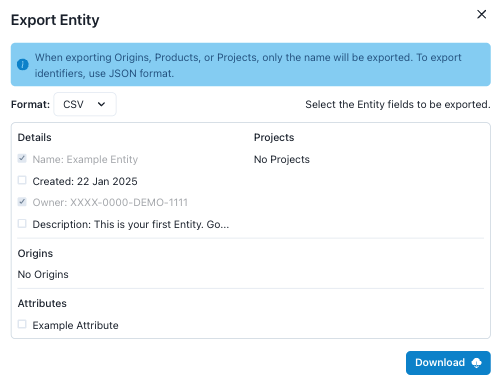 Export Entity
When exporting Origins, Products, or Projects, only the name will be exported. To export
identifiers, use JSON format.
Format: CSV
Select the Entity fields to be exported.
Details
Name: Example Entity
Created: 22 Jan 2025
Owner: XXXX-0000-DEMO-1111
Description: This is your first Entity. Go...
Projects
No Projects
Origins
No Origins
Attributes
Example Attribute
Download